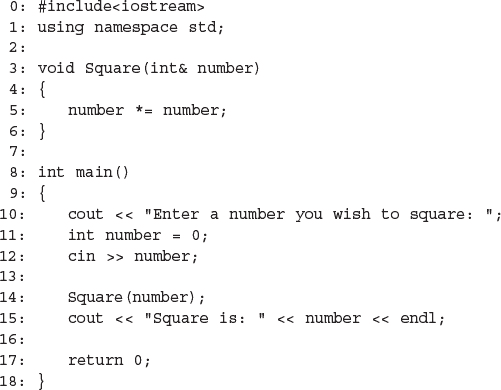 0: #include<iostream>
1: using namespace std;
2:
3: void Square(int& number)
4: {
5:    number *= number;
6: }
7:
8: int main()
9: {
10:    cout << "Enter a number you wish to square: ";
11:    int number = 0;
12:    cin >> number;
13:
14:    Square(number);
15:    cout << "Square is: " << number << endl;
16:
17:    return 0;
18: }